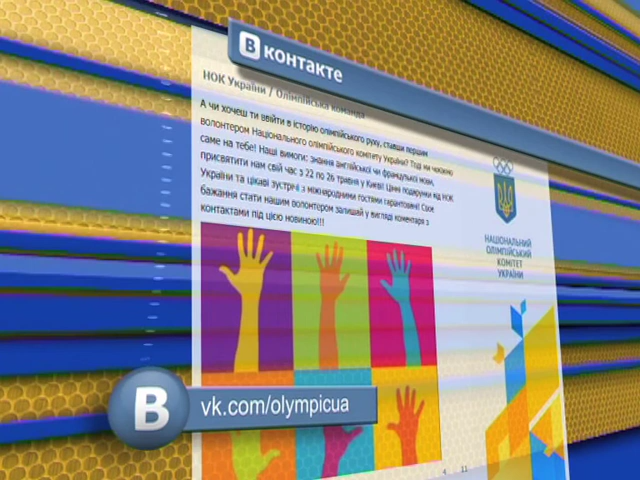 В контакте
НОК України / Олімпійська команда
А чи хочеш ти ввійти в історію олімпійського руху, ставши першим
волонтером Національного олімпійського комітету України? Тоді ми чекаємо
саме на тебе! Наші вимоги: знання англійської чи французької мови,
присвятити нам свій час з 22 по 26 травня у Києві! Цінні подарунки від НОК
України та цікаві зустрічі з міжнародними гостями гарантовані! Своє
бажання стати нашим волонтером залишай у вигляді коментаря з
контактами під цією новиною!!!
НАЦІОНАЛЬНИЙ
ОЛІМПІЙСЬКИЙ
КОМІТЕТ
УКРАЇНИ
В vk.com/olympicua
4 11